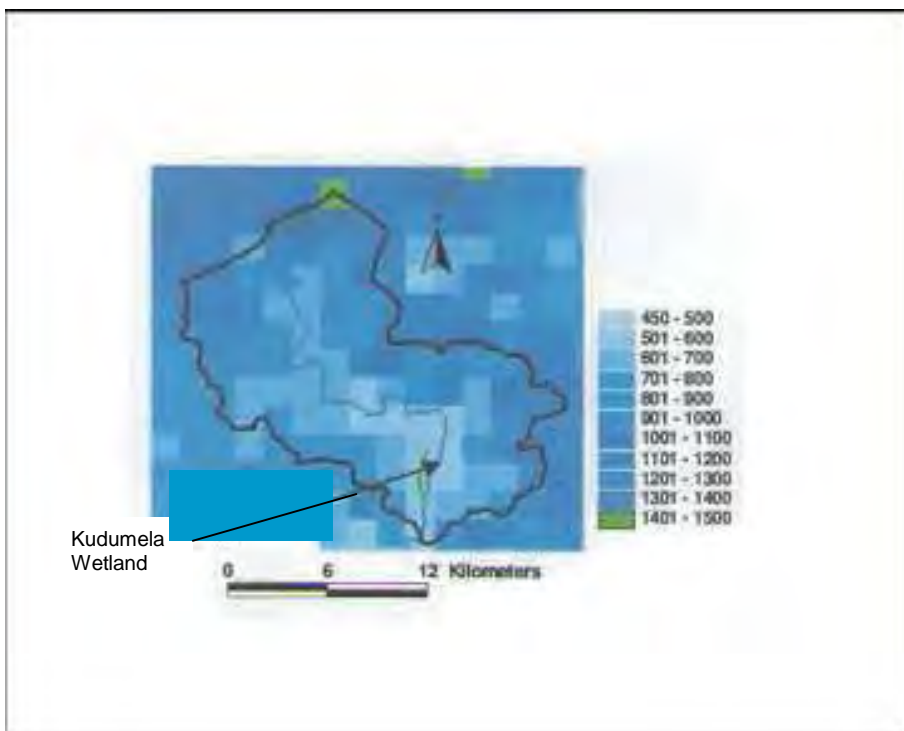 450 - 500
501 - 600
601 - 700
701 - 800
801 - 900
901 - 1000
1001 - 1100
1101 - 1200
1201 - 1300
1301 - 1400
1401 - 1500
Kudumela
Wetland
0 6 12 Kilometers